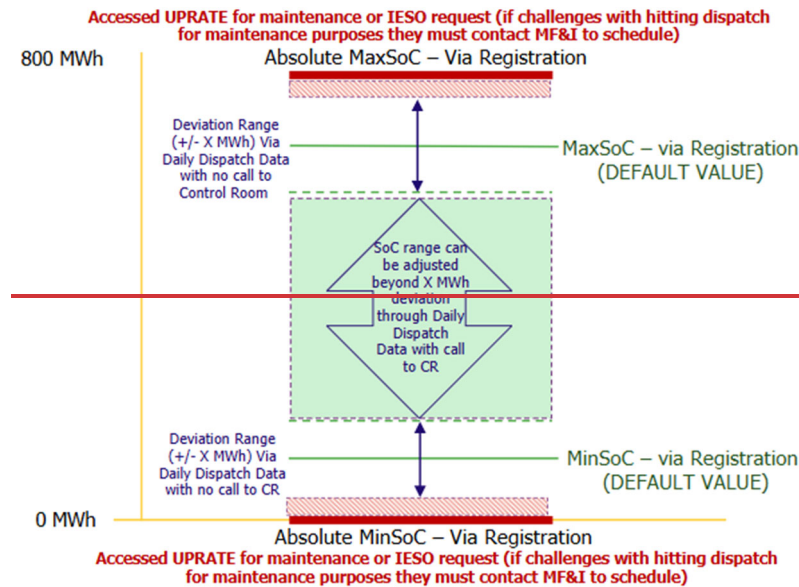 Accessed UPRATE for maintenance or IESO request (if challenges with hitting dispatch
for maintenance purposes they must contact MF&I to schedule)
800 MWh
Absolute MaxSoC – Via Registration
Deviation Range
(+/- X MWh) Via
Daily Dispatch Data
with no call to
Control Room
MaxSoC – via Registration
(DEFAULT VALUE)
SoC range can
be adjusted
beyond X MWh
deviation
through Daily
Dispatch
Data with call
to CR
Deviation Range
(+/- X MWh) Via
Daily Dispatch Data
with no call to CR
MinSoC – via Registration
(DEFAULT VALUE)
0 MWh
Absolute MinSoC – Via Registration
Accessed UPRATE for maintenance or IESO request (if challenges with hitting dispatch
for maintenance purposes they must contact MF&I to schedule)